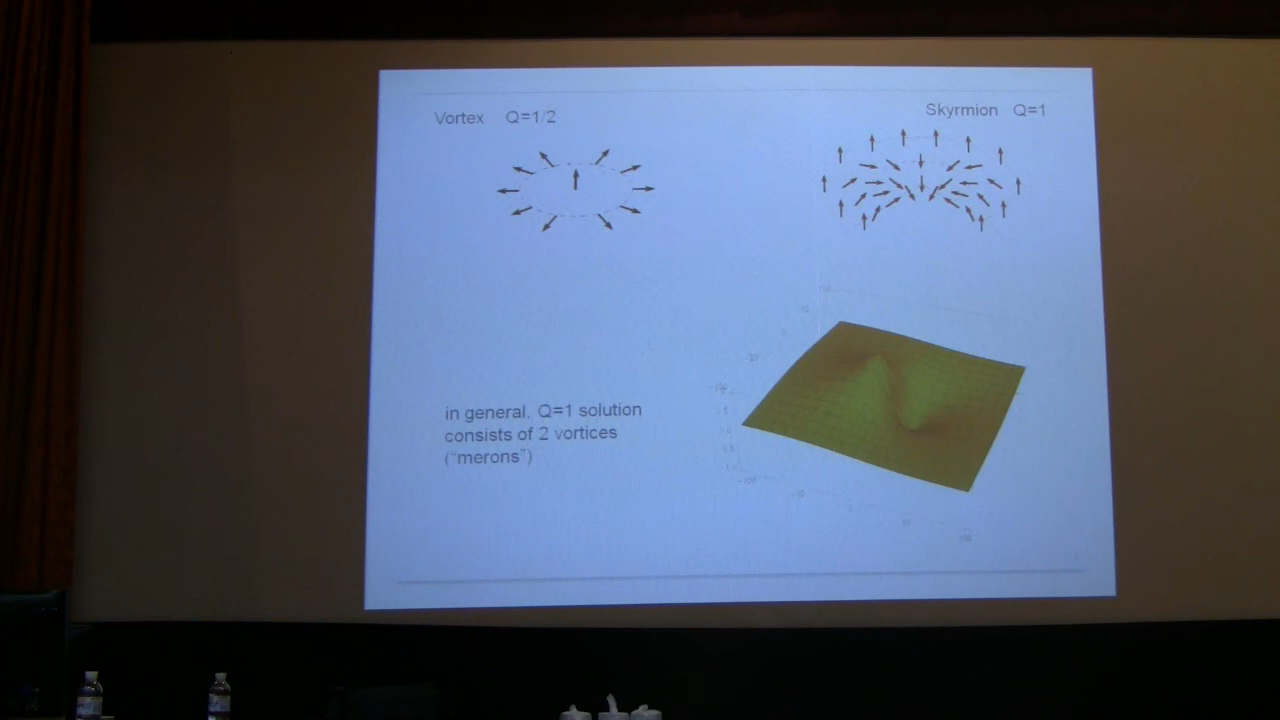 Vortex Q=1/2
Skyrmion Q=1
in general, Q=1 solution
consists of 2 vortices
("merons")